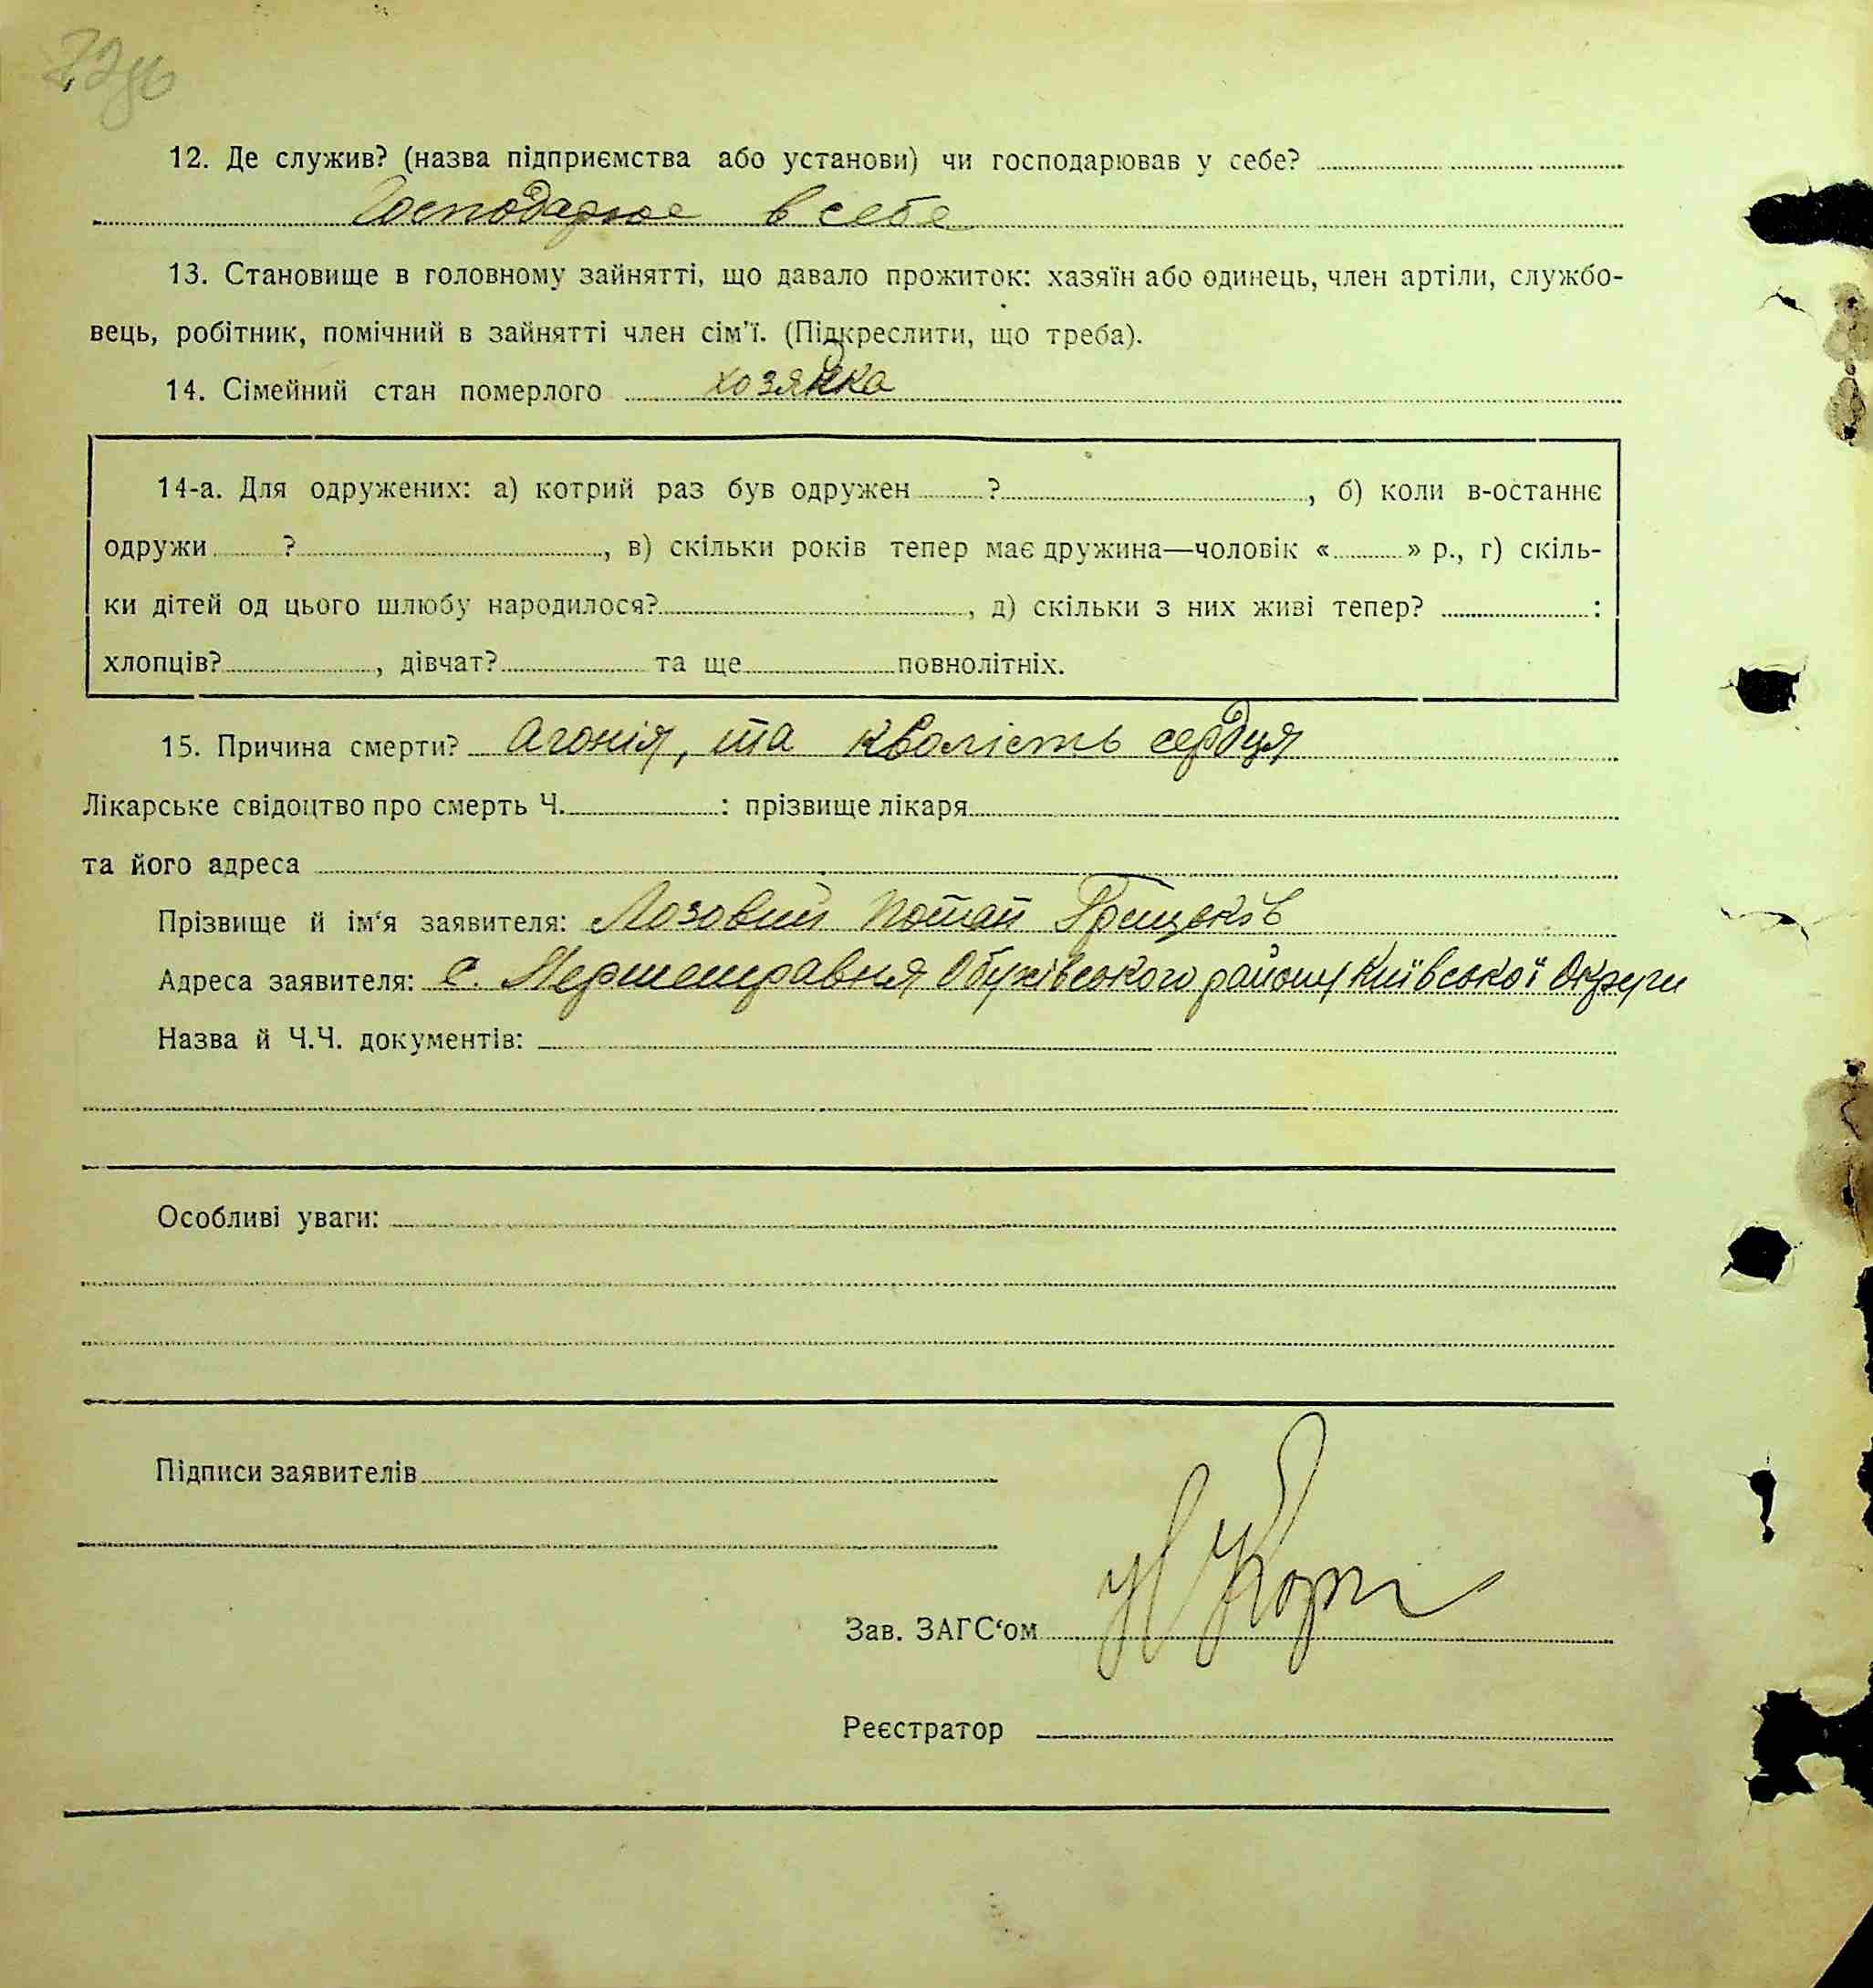 12. Де служив? (назва підприємства або установи) чи господарював у себе?
Господарює в себе
13. Становище в головному зайнятті, що давало прожиток: хазяїн або одинець, член артіли, службо-
вець, робітник, помічний в зайнятті член сім'ї. (Підкреслити, що треба).
14. Сімейний стан померлого хозяйка
14-а. Для одружених: а) котрий раз був одружен ? , б) коли в-останнє
одружи ? , в) скільки років тепер має дружина—чоловік « » р., г) скіль-
ки дітей од цього шлюбу народилося? , д) скільки з них живі тепер? :
хлопців? , дівчат? та ще повнолітніх.
15. Причина смерти? Агонія, та кволість сердця
Лікарське свідоцтво про смерть Ч. : прізвище лікаря
та його адреса
Прізвище й ім'я заявителя: Лозовий Потап Грицьків
Адреса заявителя: С. Обухівського району Київської Округи
Назва й Ч.Ч. документів:
Особливі уваги:
Підписи заявителів
Зав. ЗАГС'ом
Реєстратор